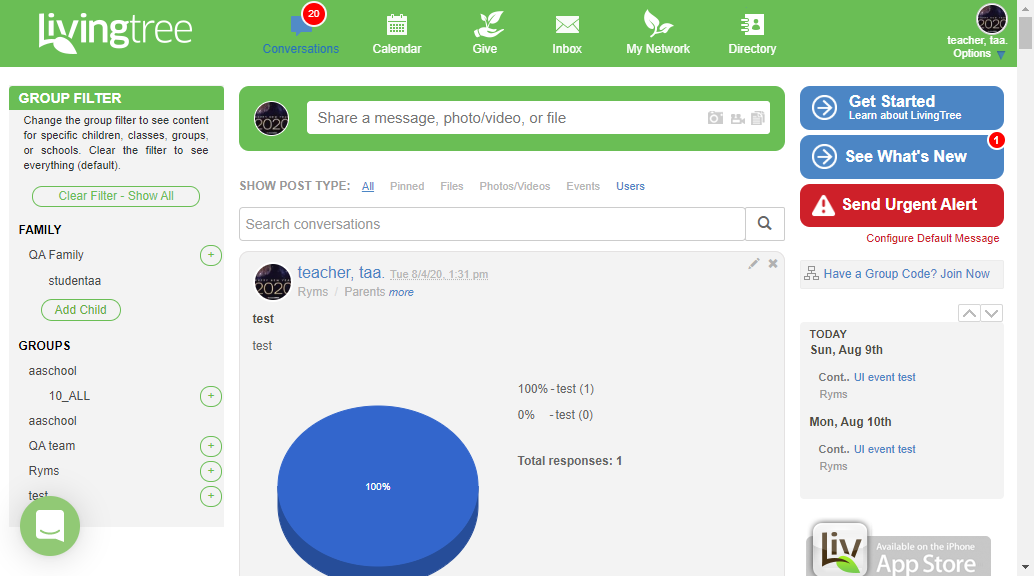 livingtree
20
Conversations
Calendar
Give
Inbox
My Network
Directory
2020
teacher, taa.
Options
GROUP FILTER
Change the group filter to see content
for specific children, classes, groups,
or schools. Clear the filter to see
everything (default).
Clear Filter - Show All
FAMILY
QA Family
+
studentaa
Add Child
GROUPS
aaschool
10_ALL
+
aaschool
QA team
+
Ryms
+
test
+
2020
Share a message, photo/video, or file
SHOW POST TYPE: All Pinned Files Photos/Videos Events Users
Search conversations
2020
teacher, taa. Tue 8/4/20, 1:31 pm
Ryms / Parents more
test
test
100% - test (1)
0% - test (0)
Total responses: 1
100%
Get Started
Learn about LivingTree
1
See What's New
Send Urgent Alert
Configure Default Message
Have a Group Code? Join Now
TODAY
Sun, Aug 9th
Cont.. UI event test
Ryms
Mon, Aug 10th
Cont.. UI event test
Ryms
Liv
Available on the iPhone
App Store